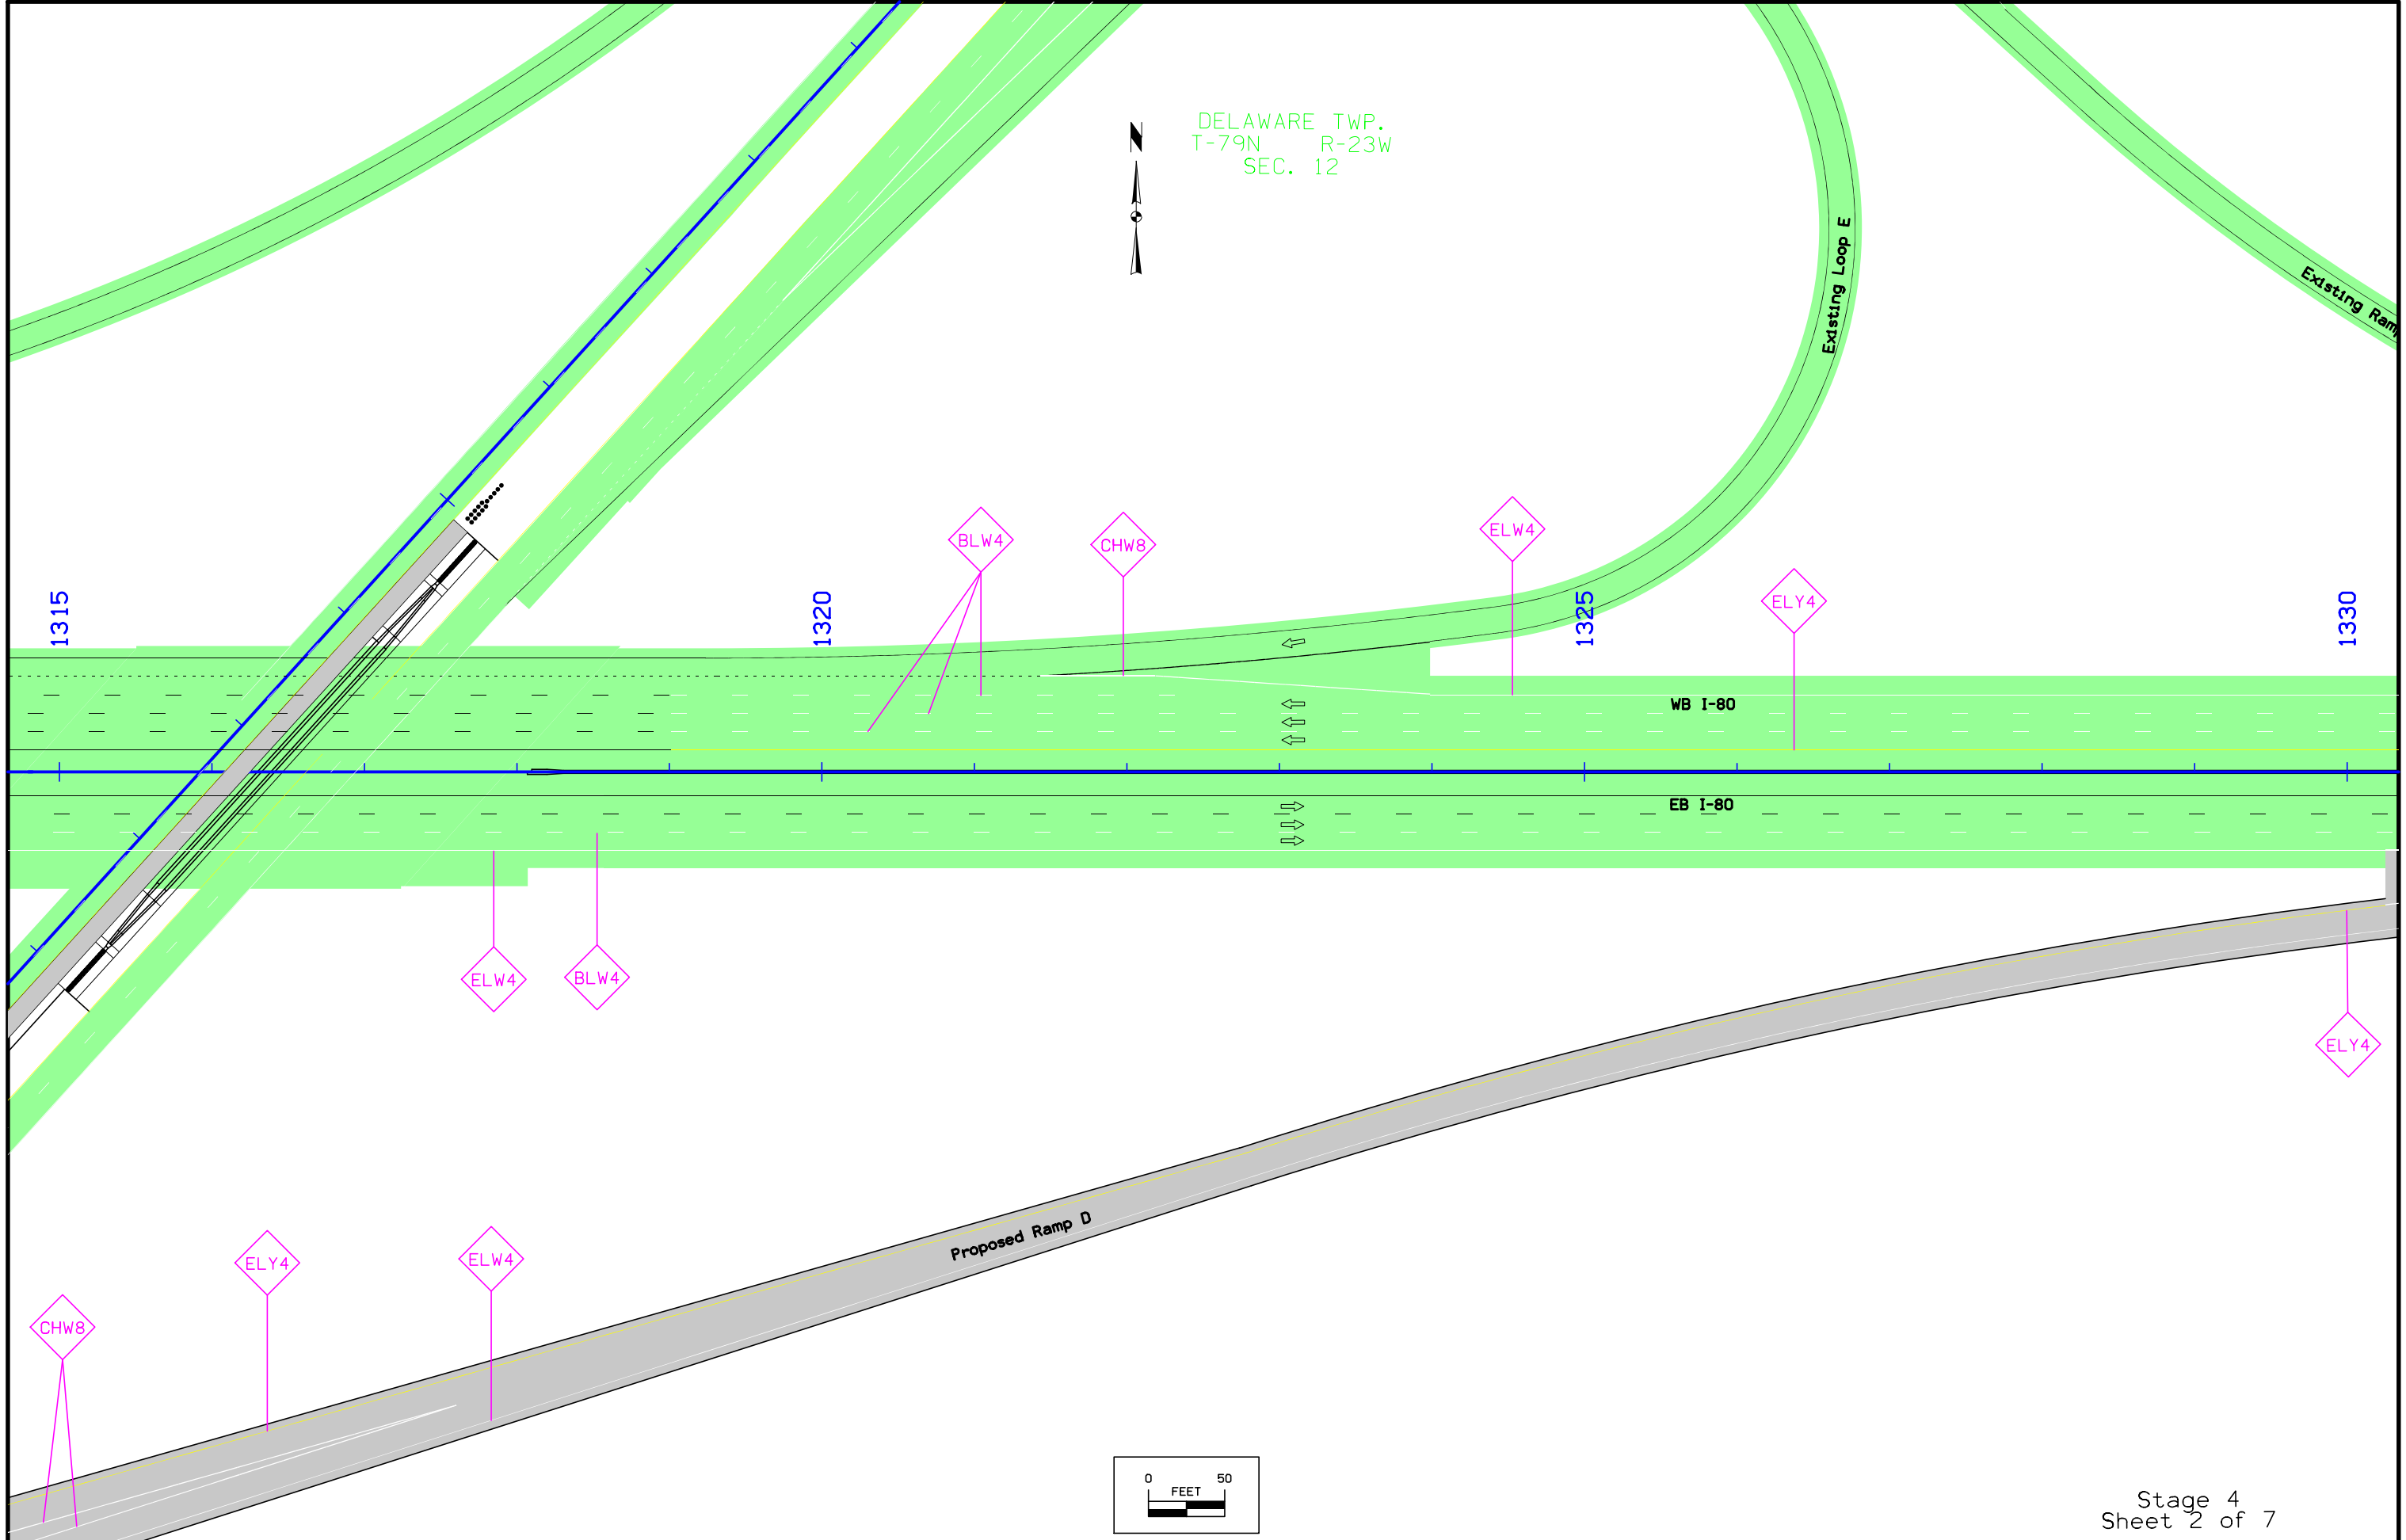 DELAWARE TWP.
T-79N R-23W
SEC. 12
N
Existing Loop E
Existing Ram
BLW4
CHW8
ELW4
ELY4
1315
1320
1325
1330
WB I-80
EB I-80
ELW4
BLW4
ELY4
Proposed Ramp D
ELY4
ELW4
CHW8
0 50
FEET
Stage 4
Sheet 2 of 7